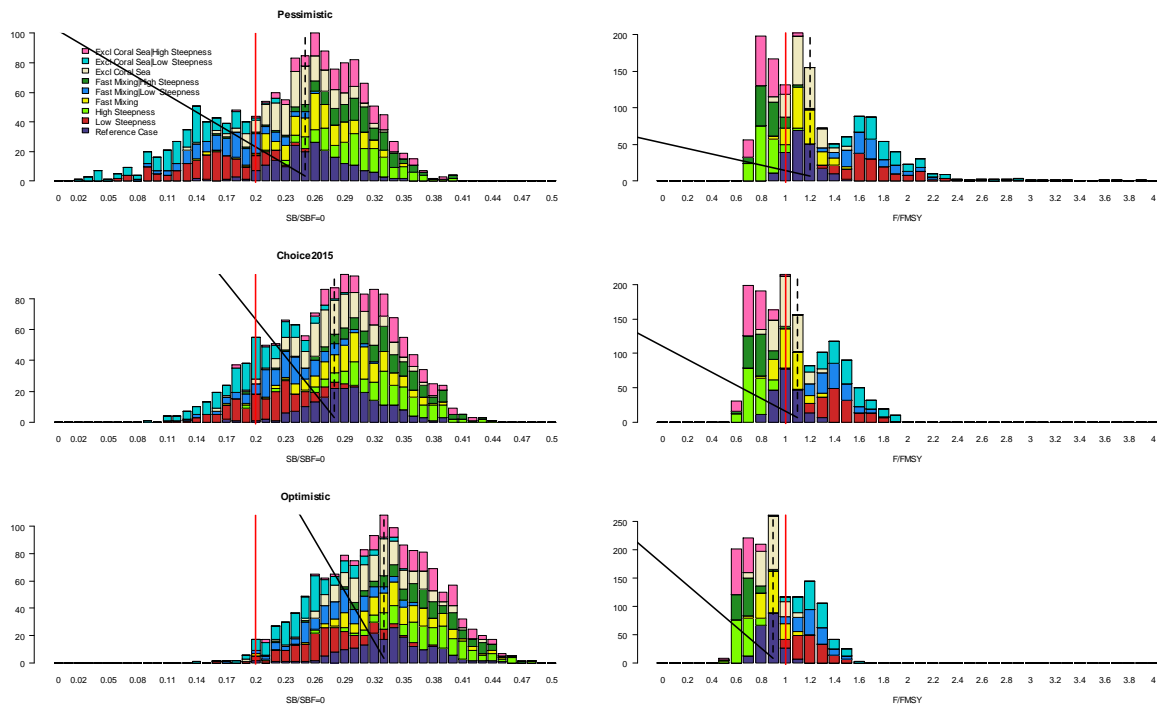 Pessimistic
100
80
60
40
20
0
Excl Coral Sea|High Steepness
Excl Coral Sea|Low Steepness
Excl Coral Sea
Fast Mixing|High Steepness
Fast Mixing|Low Steepness
Fast Mixing
High Steepness
Low Steepness
Reference Case
0 0.02 0.05 0.08 0.11 0.14 0.17 0.2 0.23 0.26 0.29 0.32 0.35 0.38 0.41 0.44 0.47 0.5
SB/SBF=0
200
150
100
50
0
0 0.2 0.4 0.6 0.8 1 1.2 1.4 1.6 1.8 2 2.2 2.4 2.6 2.8 3 3.2 3.4 3.6 3.8 4
F/FMSY
Choice2015
80
60
40
20
0
0 0.02 0.05 0.08 0.11 0.14 0.17 0.2 0.23 0.26 0.29 0.32 0.35 0.38 0.41 0.44 0.47 0.5
SB/SBF=0
200
150
100
50
0
0 0.2 0.4 0.6 0.8 1 1.2 1.4 1.6 1.8 2 2.2 2.4 2.6 2.8 3 3.2 3.4 3.6 3.8 4
F/FMSY
Optimistic
100
80
60
40
20
0
0 0.02 0.05 0.08 0.11 0.14 0.17 0.2 0.23 0.26 0.29 0.32 0.35 0.38 0.41 0.44 0.47 0.5
SB/SBF=0
250
200
150
100
50
0
0 0.2 0.4 0.6 0.8 1 1.2 1.4 1.6 1.8 2 2.2 2.4 2.6 2.8 3 3.2 3.4 3.6 3.8 4
F/FMSY